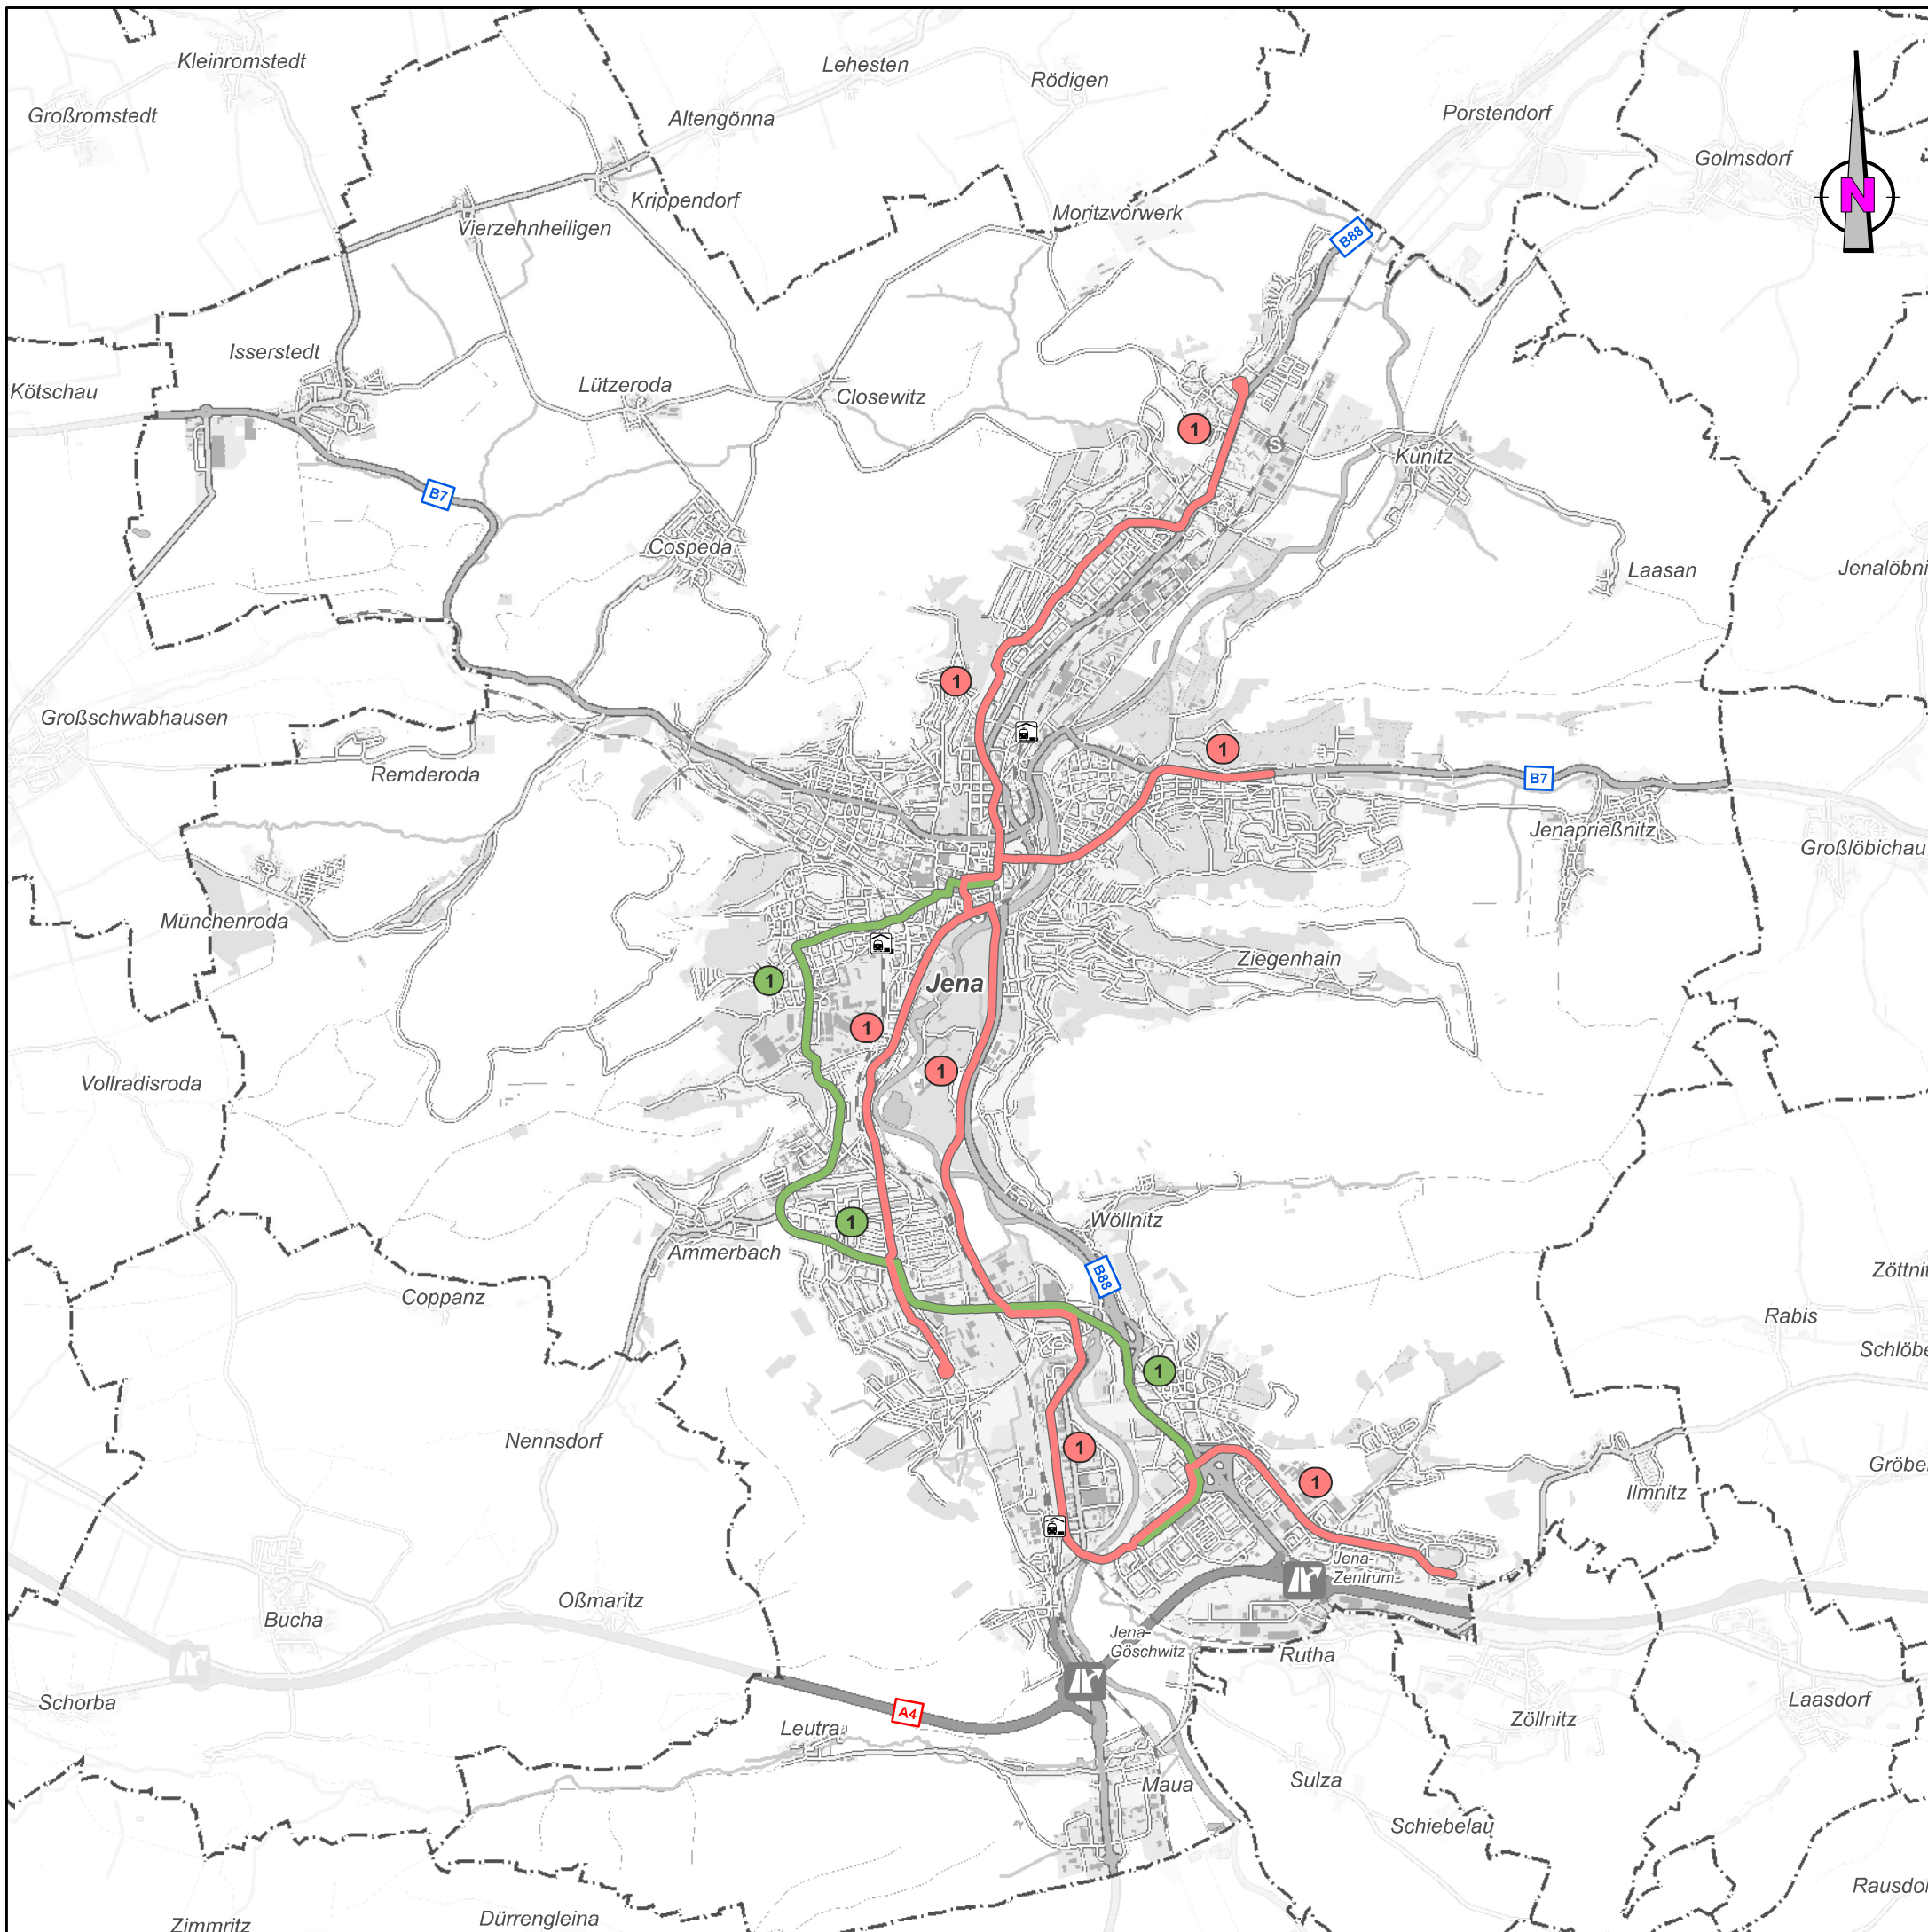 Kleinromstedt
Lehesten
Rödigen
Großromstedt
Altengönna
Porstendorf
Golmsdorf
N
Krippendorf
Vierzehnheiligen
Moritzvorwerk
B88
Isserstedt
Kötschau
Lützeroda
Closewitz
1
S
Kunitz
B7
Cospeda
Laasan
Jenalöbni
1
Großschwabhausen
1
Remderoda
B7
Jenaprießnitz
Großlöbichau
Münchenroda
S
Ziegenhain
1
Jena
1
1
Vollradisroda
1
Wöllnitz
Ammerbach
B88
Zöttnit
Coppanz
Rabis
Schlöbe
1
Nennsdorf
1
Gröbe
1
Ilmnitz
Jena-
Zentrum
Oßmaritz
Bucha
Jena-
Göschwitz
Rutha
Schorba
A4
Leutra
Zöllnitz
Laasdorf
Maua
Sulza
Schiebelau
Rausdor
Dürrengleina
Zimmritz